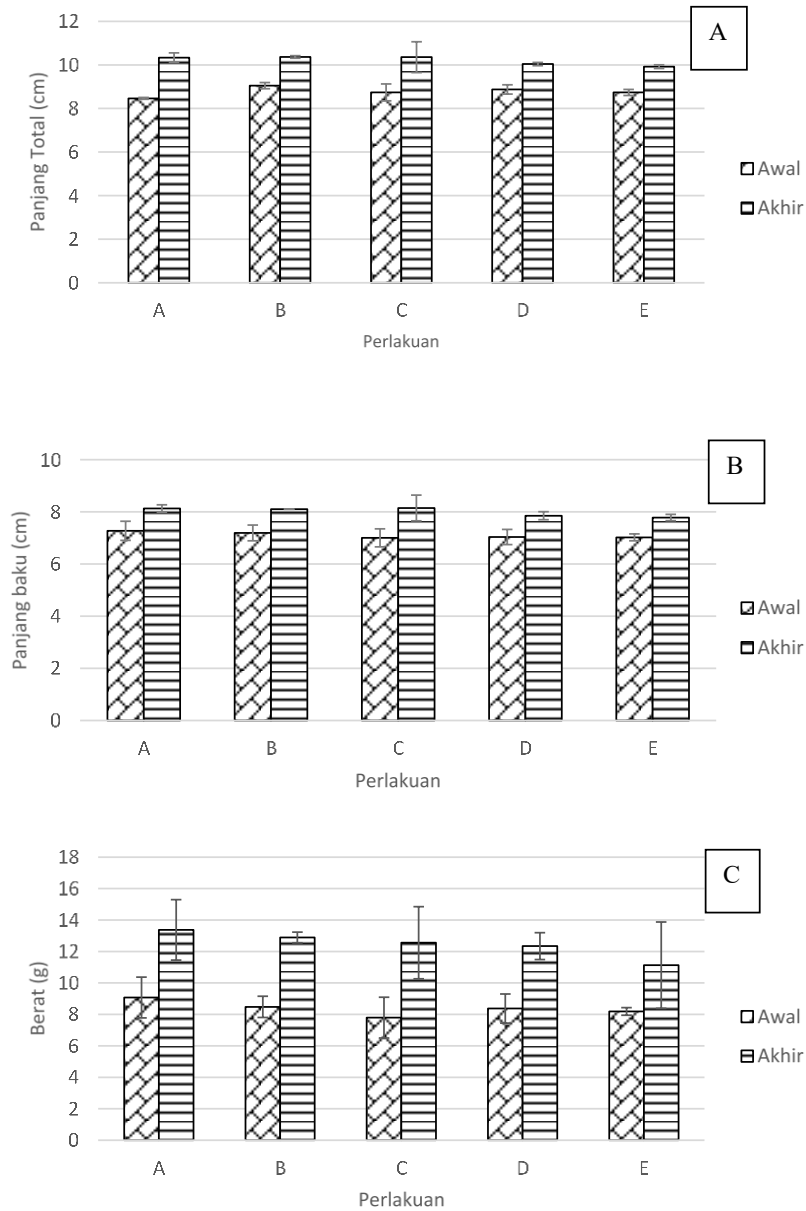 A
12
10
8
6
4
2
0
Panjang Total (cm)
A B C D E
Perlakuan
Awal
Akhir
B
10
8
6
4
2
0
Panjang baku (cm)
A B C D E
Perlakuan
Awal
Akhir
C
18
16
14
12
10
8
6
4
2
0
Berat (g)
A B C D E
Perlakuan
Awal
Akhir